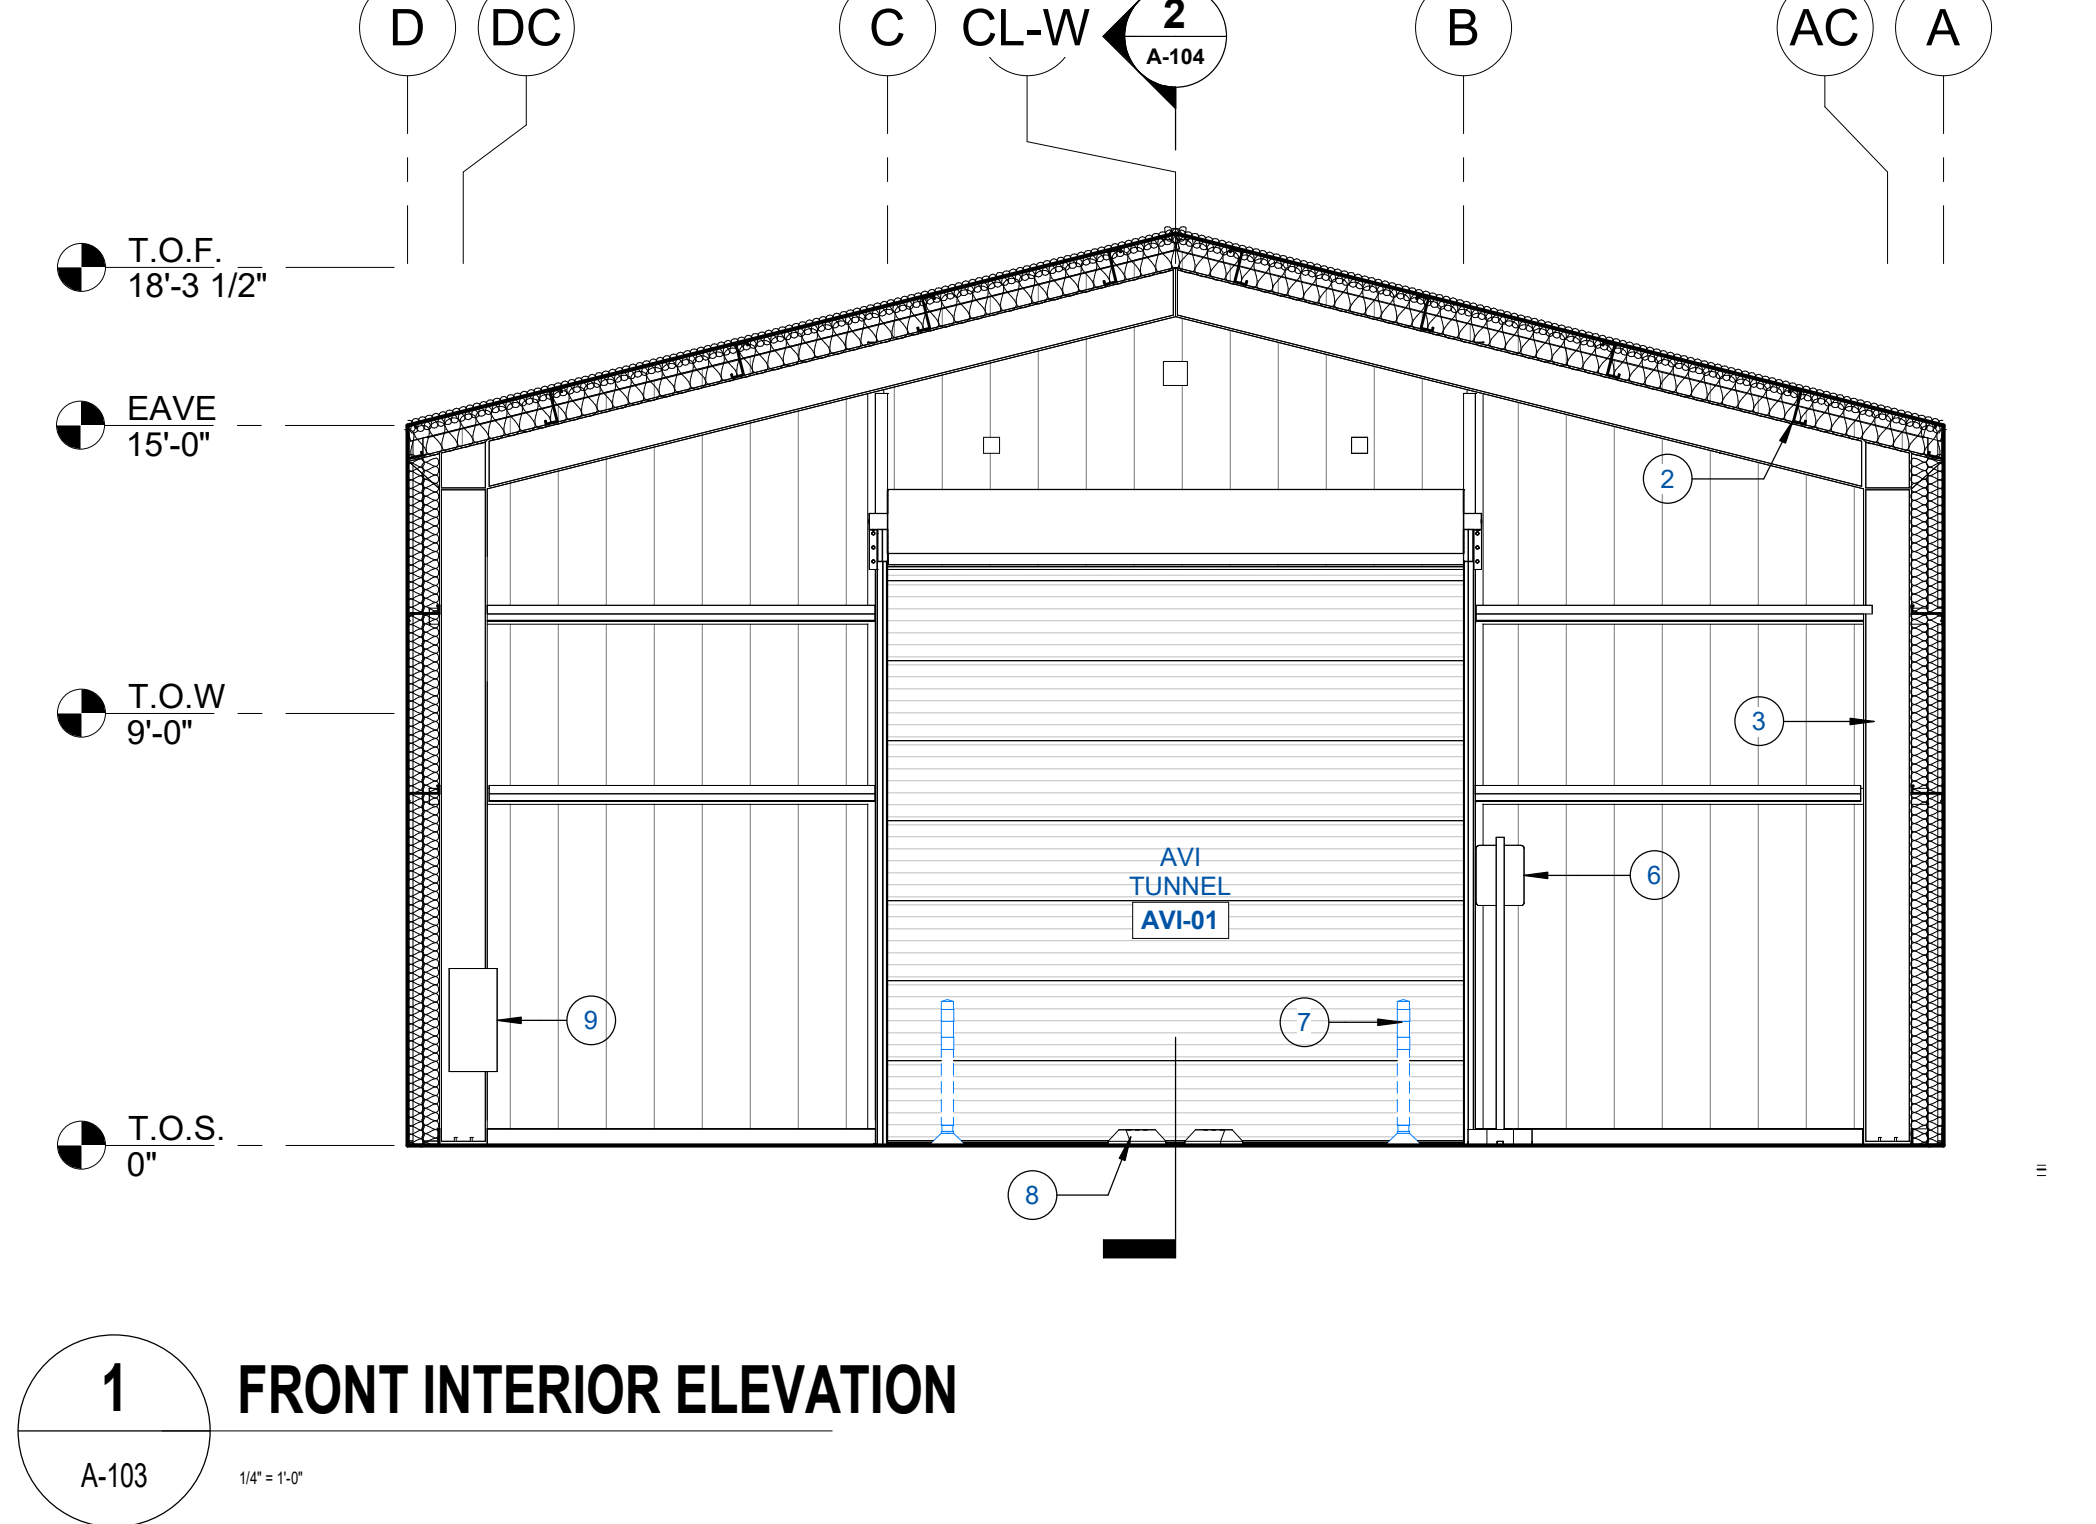 D DC C CL-W 2 B AC A
A-104
T.O.F.
18'-3 1/2"
EAVE
15'-0"
2
T.O.W
9'-0"
3
AVI
TUNNEL
AVI-01
6
9
7
T.O.S.
0"
8
1
FRONT INTERIOR ELEVATION
A-103
1/4" = 1'-0"